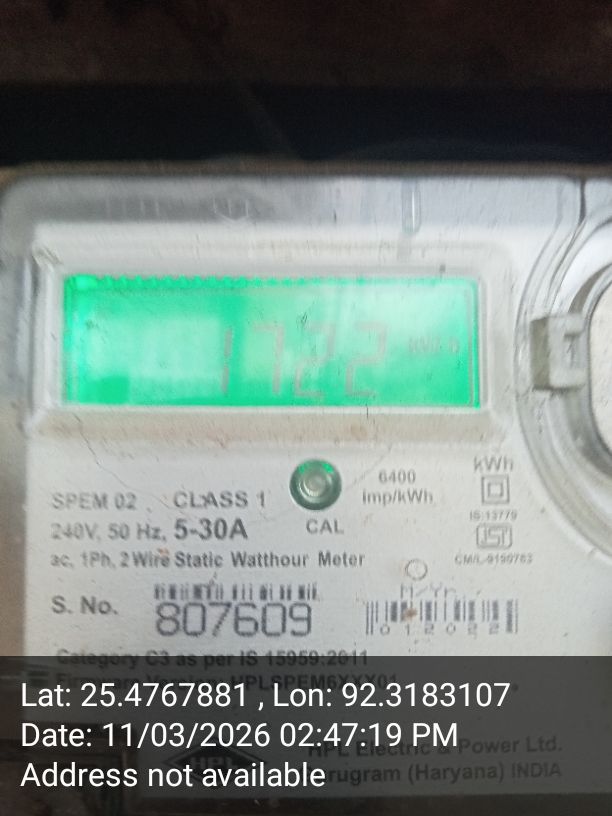 1722
6400
imp/kWh
kWh
SPEM 02 CLASS 1
CAL
IS:13779
240V, 50 Hz, 5-30A
ac, 1Ph, 2 Wire Static Watthour Meter
CM/L-9190763
M/Yr.
S. No. 807609
012022
Category C3 as per IS 15959:2011
Lat: 25.4767881 , Lon: 92.3183107
Date: 11/03/2026 02:47:19 PM
HPL Electric & Power Ltd.
Address not available
(Haryana) INDIA